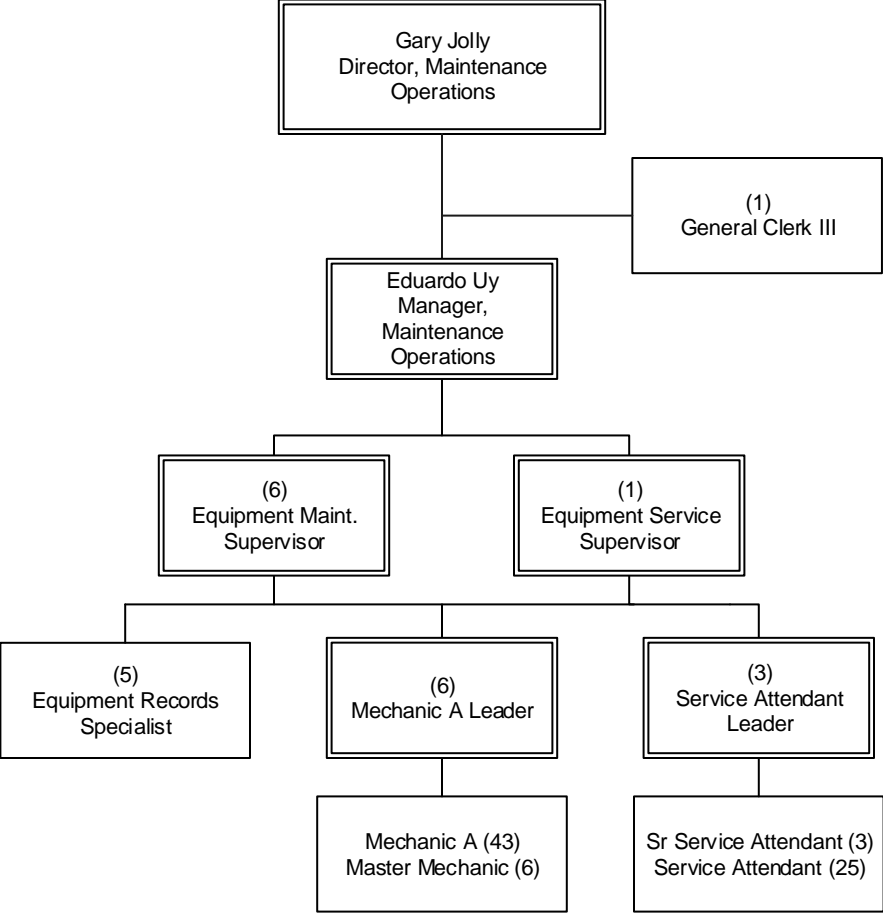 Gary Jolly
Director, Maintenance
Operations
(1)
General Clerk III
Eduardo Uy
Manager,
Maintenance
Operations
(6)
Equipment Maint.
Supervisor
(1)
Equipment Service
Supervisor
(5)
Equipment Records
Specialist
(6)
Mechanic A Leader
(3)
Service Attendant
Leader
Mechanic A (43)
Master Mechanic (6)
Sr Service Attendant (3)
Service Attendant (25)